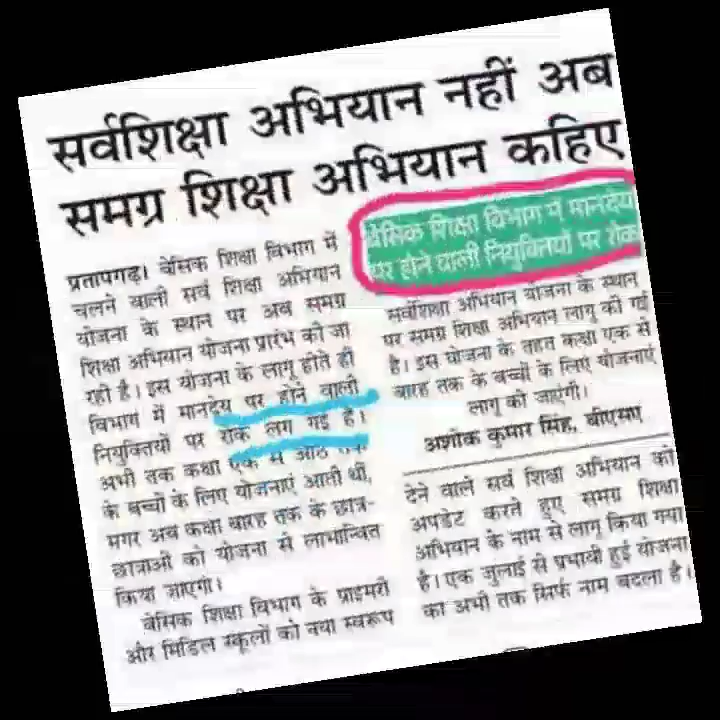 सर्वशिक्षा अभियान नहीं अब
समग्र शिक्षा अभियान कहिए
प्रतापगढ़। बेसिक शिक्षा विभाग में
चलने वाली सर्व शिक्षा अभियान
योजना के स्थान पर अब समग्र
शिक्षा अभियान योजना प्रारंभ की जा
रही है। इस योजना के लागू होते ही
विभाग में मानदेय पर होने वाली
नियुक्तियों पर रोक लग गई है।
अभी तक कक्षा एक से आठ तक
के बच्चों के लिए योजनाएं आती थीं,
मगर अब कक्षा बारह तक के छात्र-
छात्राओं को योजना से लाभान्वित
किया जाएगा।
बेसिक शिक्षा विभाग के प्राइमरी
और मिडिल स्कूलों को नया स्वरूप
बेसिक शिक्षा विभाग में मानदेय
पर होने वाली नियुक्तियों पर रोक
सर्वशिक्षा अभियान योजना के स्थान
पर समग्र शिक्षा अभियान लागू की गई
है। इस योजना के तहत कक्षा एक से
बारह तक के बच्चों के लिए योजनाएं
लागू की जाएंगी।
अशोक कुमार सिंह, बीएसए
देने वाले सर्व शिक्षा अभियान को
अपडेट करते हुए समग्र शिक्षा
अभियान के नाम से लागू किया गया
है। एक जुलाई से प्रभावी हुई योजना
का अभी तक सिर्फ नाम बदला है।